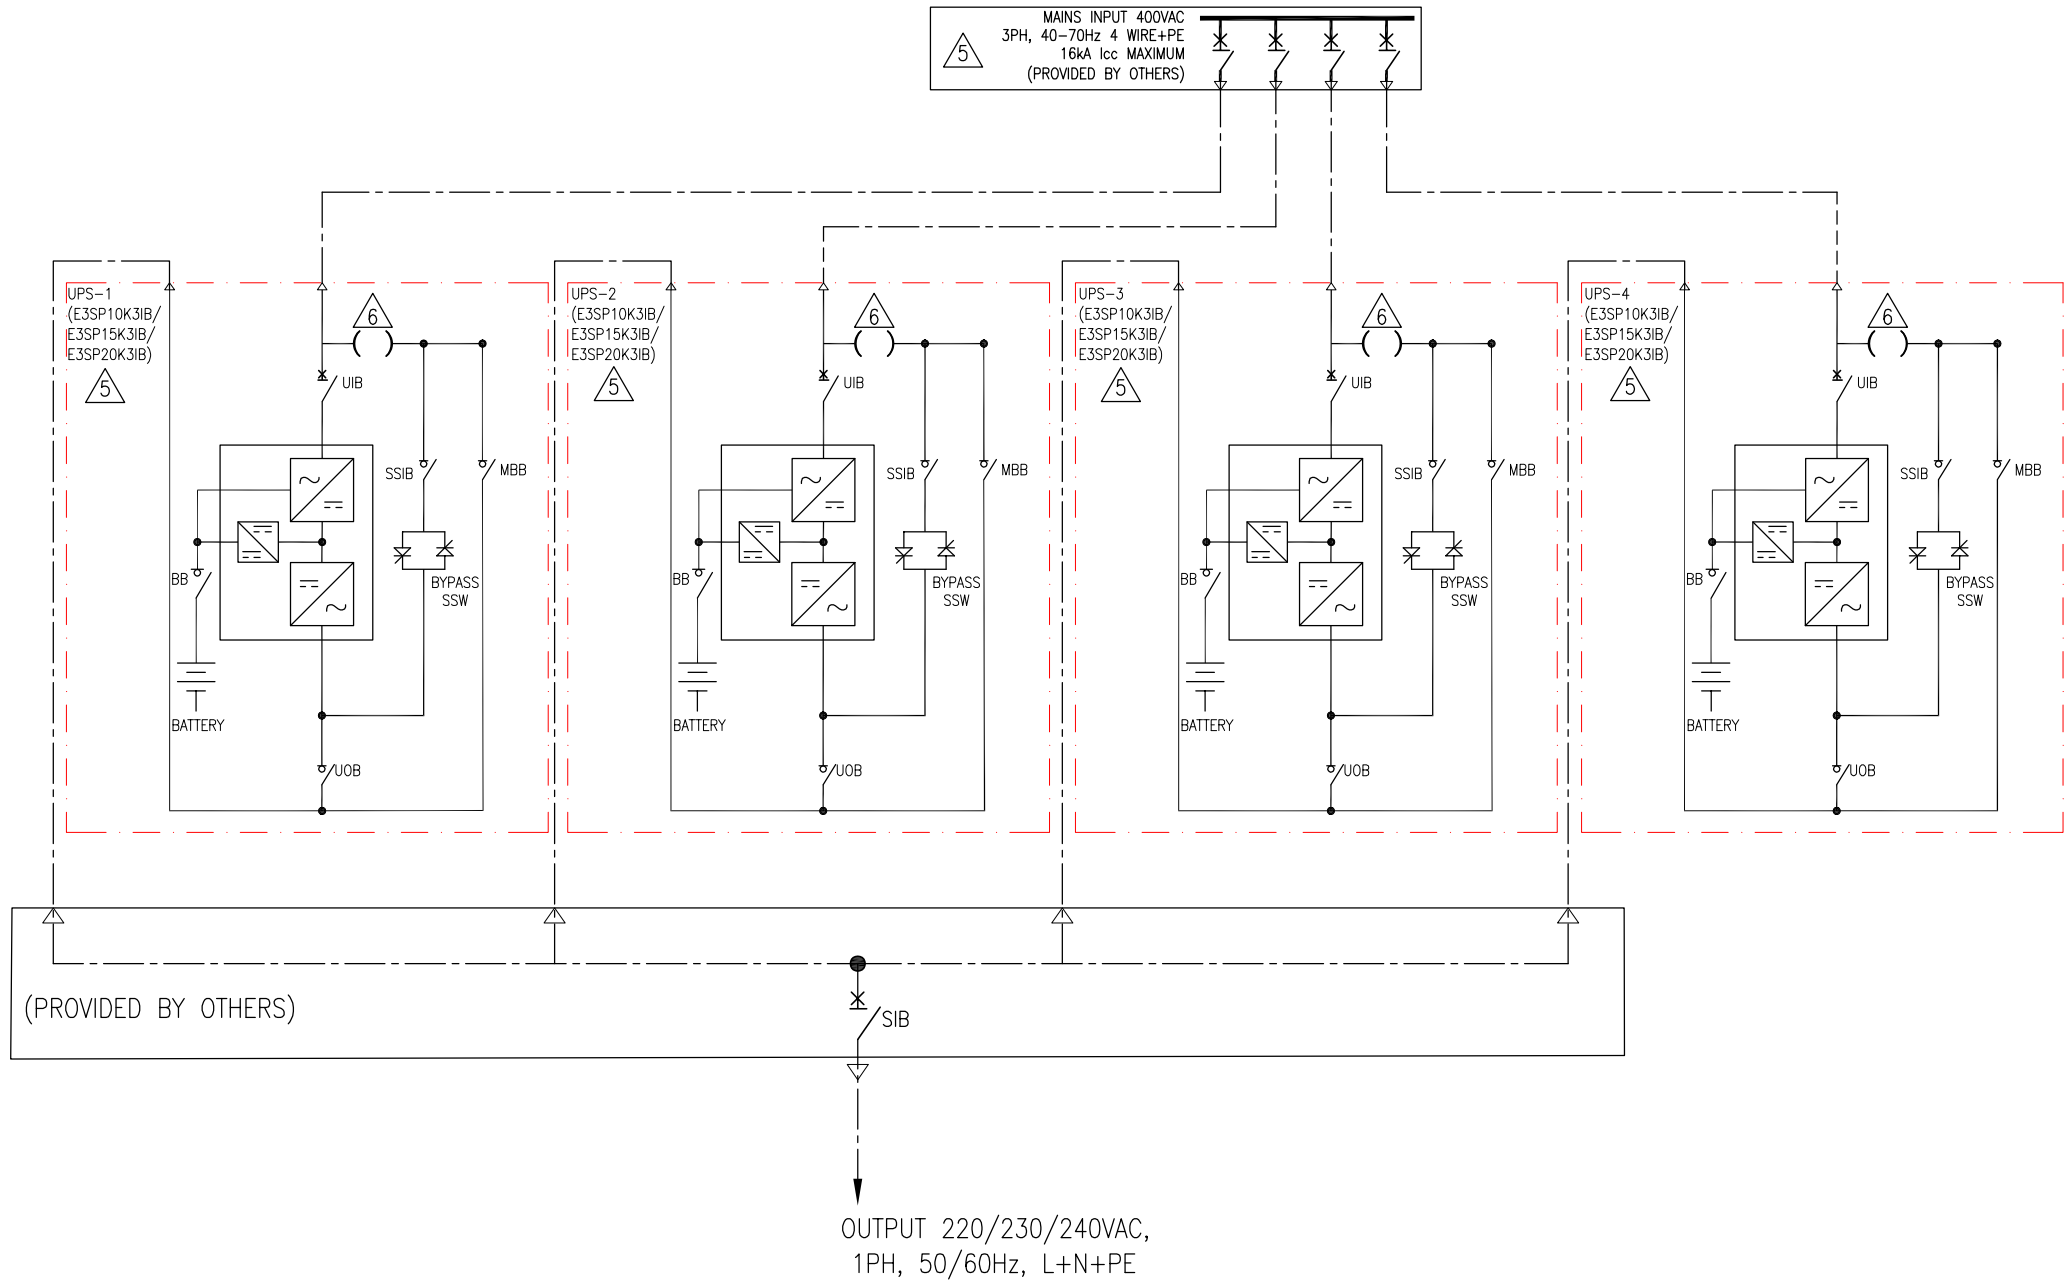 MAINS INPUT 400VAC
3PH, 40-70Hz 4 WIRE+PE
16kA Icc MAXIMUM
(PROVIDED BY OTHERS)
5
UPS-1
(E3SP10K3IB/
E3SP15K3IB/
E3SP20K3IB)
5
6
UIB
SSIB
MBB
BB
BYPASS
SSW
BATTERY
UOB
UPS-2
(E3SP10K3IB/
E3SP15K3IB/
E3SP20K3IB)
5
6
UIB
SSIB
MBB
BB
BYPASS
SSW
BATTERY
UOB
UPS-3
(E3SP10K3IB/
E3SP15K3IB/
E3SP20K3IB)
5
6
UIB
SSIB
MBB
BB
BYPASS
SSW
BATTERY
UOB
UPS-4
(E3SP10K3IB/
E3SP15K3IB/
E3SP20K3IB)
5
6
UIB
SSIB
MBB
BB
BYPASS
SSW
BATTERY
UOB
(PROVIDED BY OTHERS)
SIB
OUTPUT 220/230/240VAC,
1PH, 50/60Hz, L+N+PE